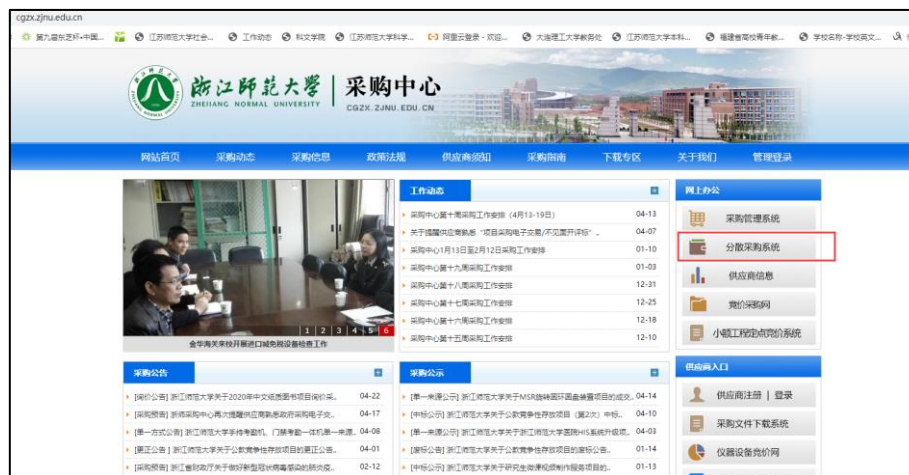 cgzx.zjnu.edu.cn
第九届东芝杯·中国...
江苏师范大学社会...
工作动态
科文学院
江苏师范大学科学...
阿里云登录 - 欢迎...
大连理工大学教务处
江苏师范大学本科...
福建省高校青年教...
学校名称-学校英文...
浙江师范大学
ZHEJIANG NORMAL UNIVERSITY
采购中心
CGZX.ZJNU.EDU.CN
网站首页 采购动态 采购信息 政策法规 供应商须知 采购指南 下载专区 关于我们 管理登录
1 2 3 4 5 6
金华海关来校开展进口减免税设备检查工作
工作动态
采购中心第十周采购工作安排（4月13-19日） 04-13
关于提醒供应商熟悉“项目采购电子交易/不见面开评标”.. 04-07
采购中心1月13日至2月12日采购工作安排 01-10
采购中心第十九周采购工作安排 01-03
采购中心第十八周采购工作安排 12-31
采购中心第十七周采购工作安排 12-25
采购中心第十六周采购工作安排 12-18
采购中心第十五周采购工作安排 12-10
网上办公
采购管理系统
分散采购系统
供应商信息
竞价采购网
小额工程定点竞价系统
采购公告
[询价公告] 浙江师范大学关于2020年中文纸质图书项目询价采.. 04-22
[采购预告] 浙师采购中心再次提醒供应商熟悉政府采购电子交.. 04-17
[单一方式公告] 浙江师范大学手持考勤机、门禁考勤一体机单一来源.. 04-08
[更正公告] 浙江师范大学关于公款竞争性存放项目的更正公告.. 04-01
[采购预告] 浙江省财政厅关于做好新型冠状病毒感染的肺炎疫.. 02-12
采购公示
[单一来源公示] 浙江师范大学关于MSR旋转圆环圆盘装置项目的成交.. 04-14
[中标公示] 浙江师范大学关于公款竞争性存放项目（第2次）中标.. 04-10
[单一来源公示] 浙江师范大学关于浙江师范大学医院HIS系统升级项.. 04-03
[废标公告] 浙江师范大学关于公款竞争性存放项目的废标公告.. 01-14
[中标公示] 浙江师范大学关于研究生微课视频制作服务项目的.. 01-13
供应商入口
供应商注册 | 登录
采购文件下载系统
仪器设备竞价网